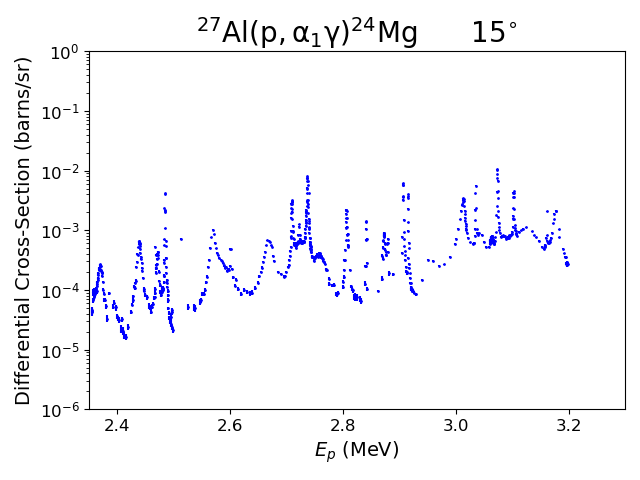 ²⁷Al(p, α₁γ)²⁴Mg 15°
Differential Cross-Section (barns/sr)
10⁰
10⁻¹
10⁻²
10⁻³
10⁻⁴
10⁻⁵
10⁻⁶
2.4 2.6 2.8 3.0 3.2
Eₚ (MeV)